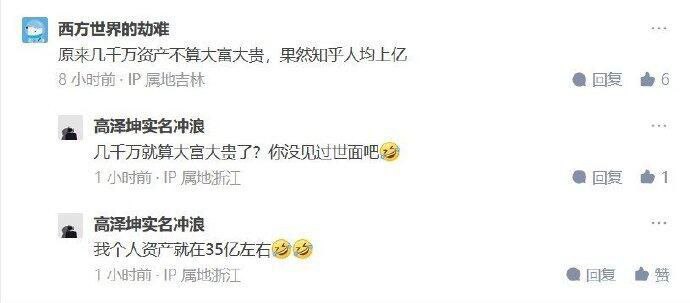 西方世界的劫难
原来几千万资产不算大富大贵，果然知乎人均上亿
8 小时前 · IP 属地吉林
回复 6
高泽坤实名冲浪
几千万就算大富大贵了？你没见过世面吧🤣
1 小时前 · IP 属地浙江
回复 1
高泽坤实名冲浪
我个人资产就在35亿左右🤣🤣
1 小时前 · IP 属地浙江
回复 赞